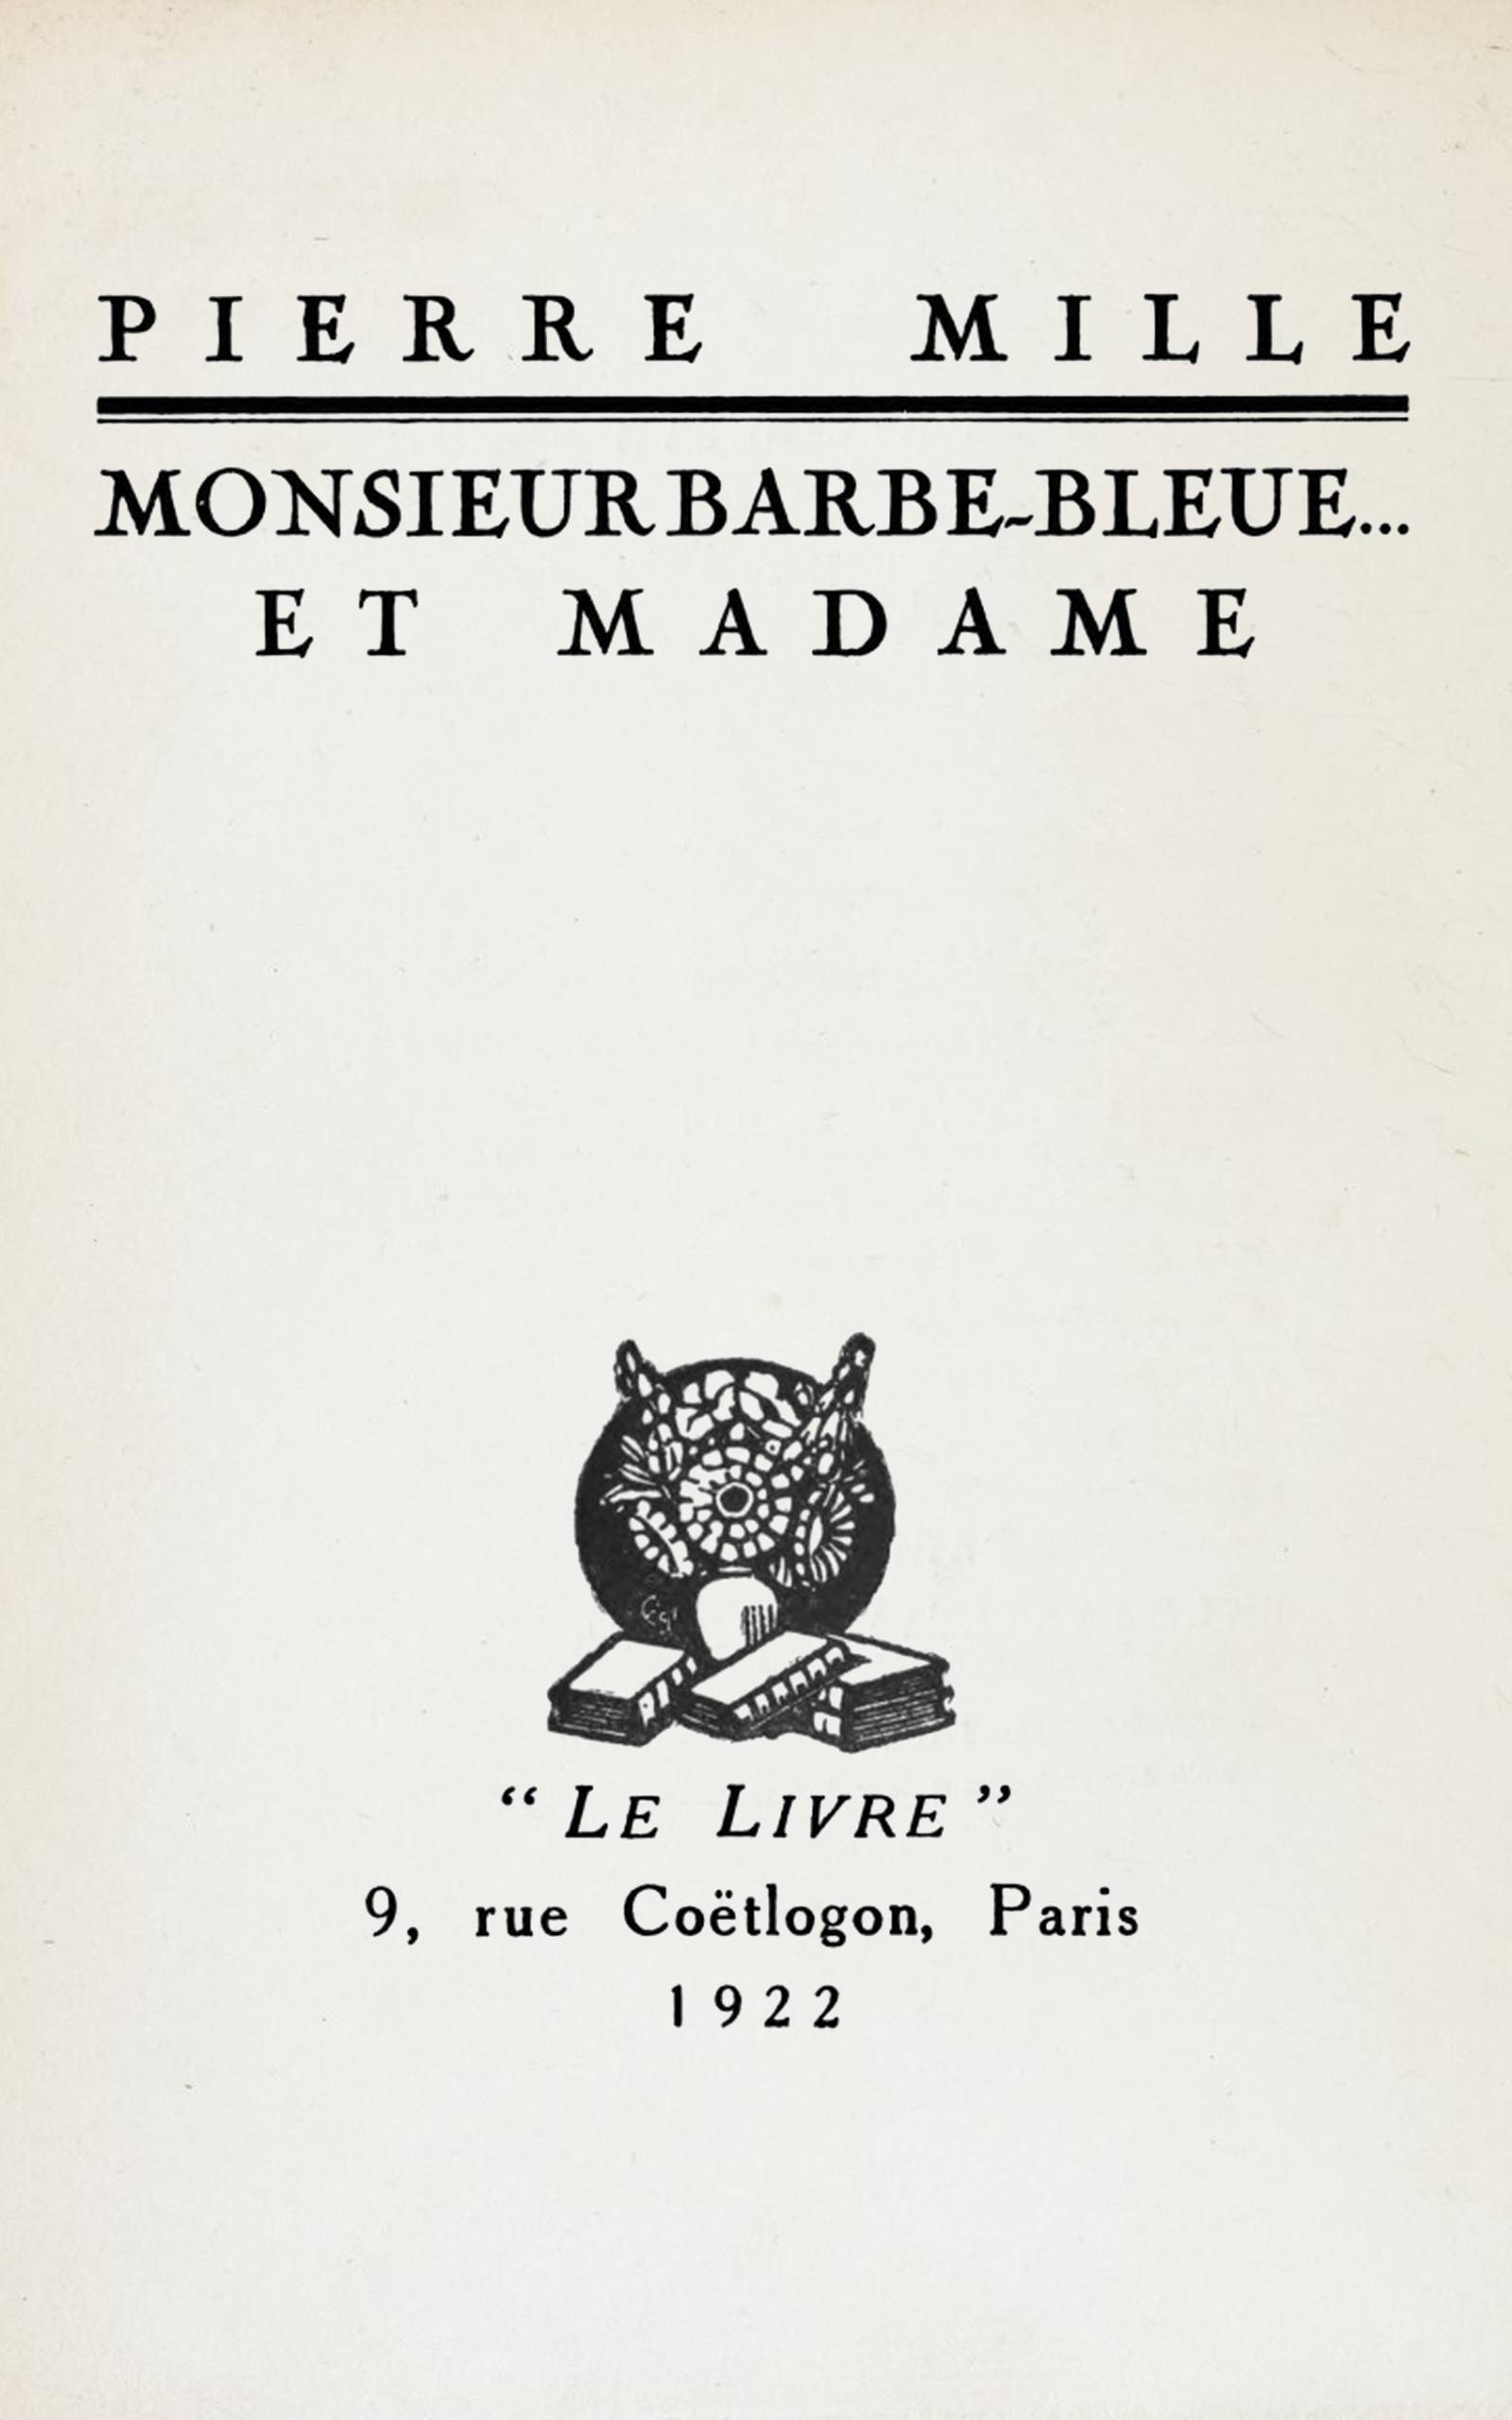 PIERRE MILLE
MONSIEUR BARBE-BLEUE...
ET MADAME
“ LE LIVRE ”
9, rue Coëtlogon, Paris
1922